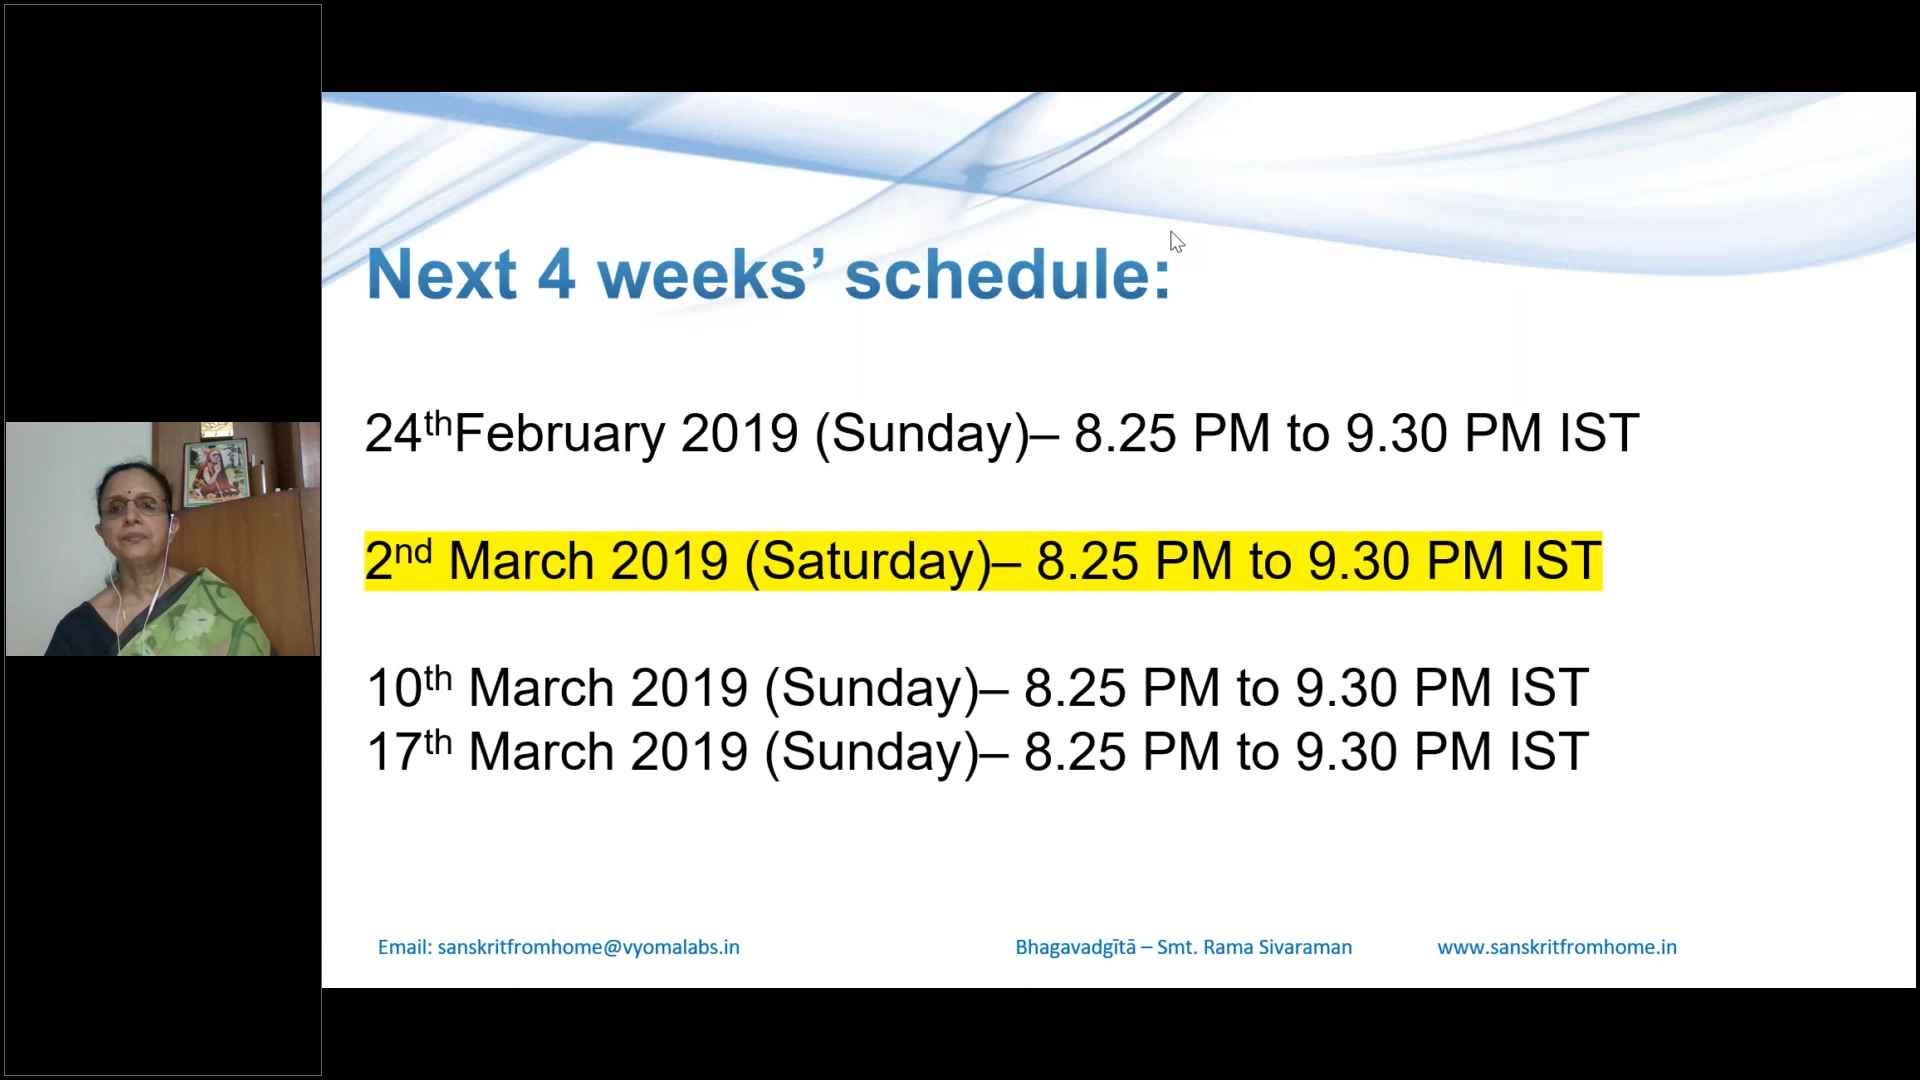 Next 4 weeks’ schedule:
24thFebruary 2019 (Sunday)– 8.25 PM to 9.30 PM IST
2nd March 2019 (Saturday)– 8.25 PM to 9.30 PM IST
10th March 2019 (Sunday)– 8.25 PM to 9.30 PM IST
17th March 2019 (Sunday)– 8.25 PM to 9.30 PM IST
Email: sanskritfromhome@vyomalabs.in Bhagavadgītā – Smt. Rama Sivaraman www.sanskritfromhome.in